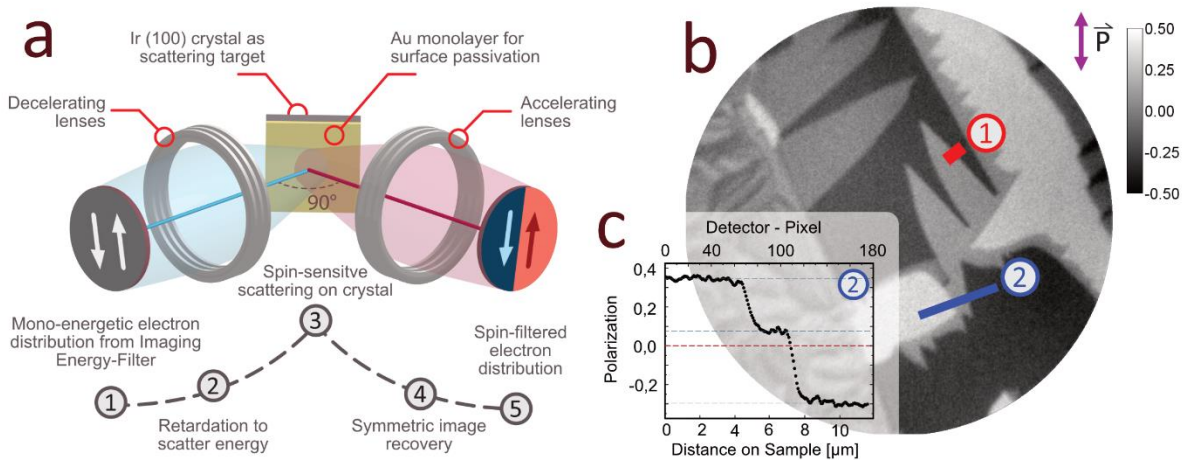 a
Ir (100) crystal as
scattering target
Au monolayer for
surface passivation
Decelerating
lenses
Accelerating
lenses
90°
Spin-sensitve
scattering on crystal
Mono-energetic electron
distribution from Imaging
Energy-Filter
Spin-filtered
electron
distribution
1
2
3
4
5
Retardation to
scatter energy
Symmetric image
recovery
b
P
0.50
0.25
0.00
-0.25
-0.50
1
2
c
Detector - Pixel
0 60 120 180
0,4
0,2
0,0
-0,2
Polarization
2
0 2 4 6 8 10
Distance on Sample [µm]